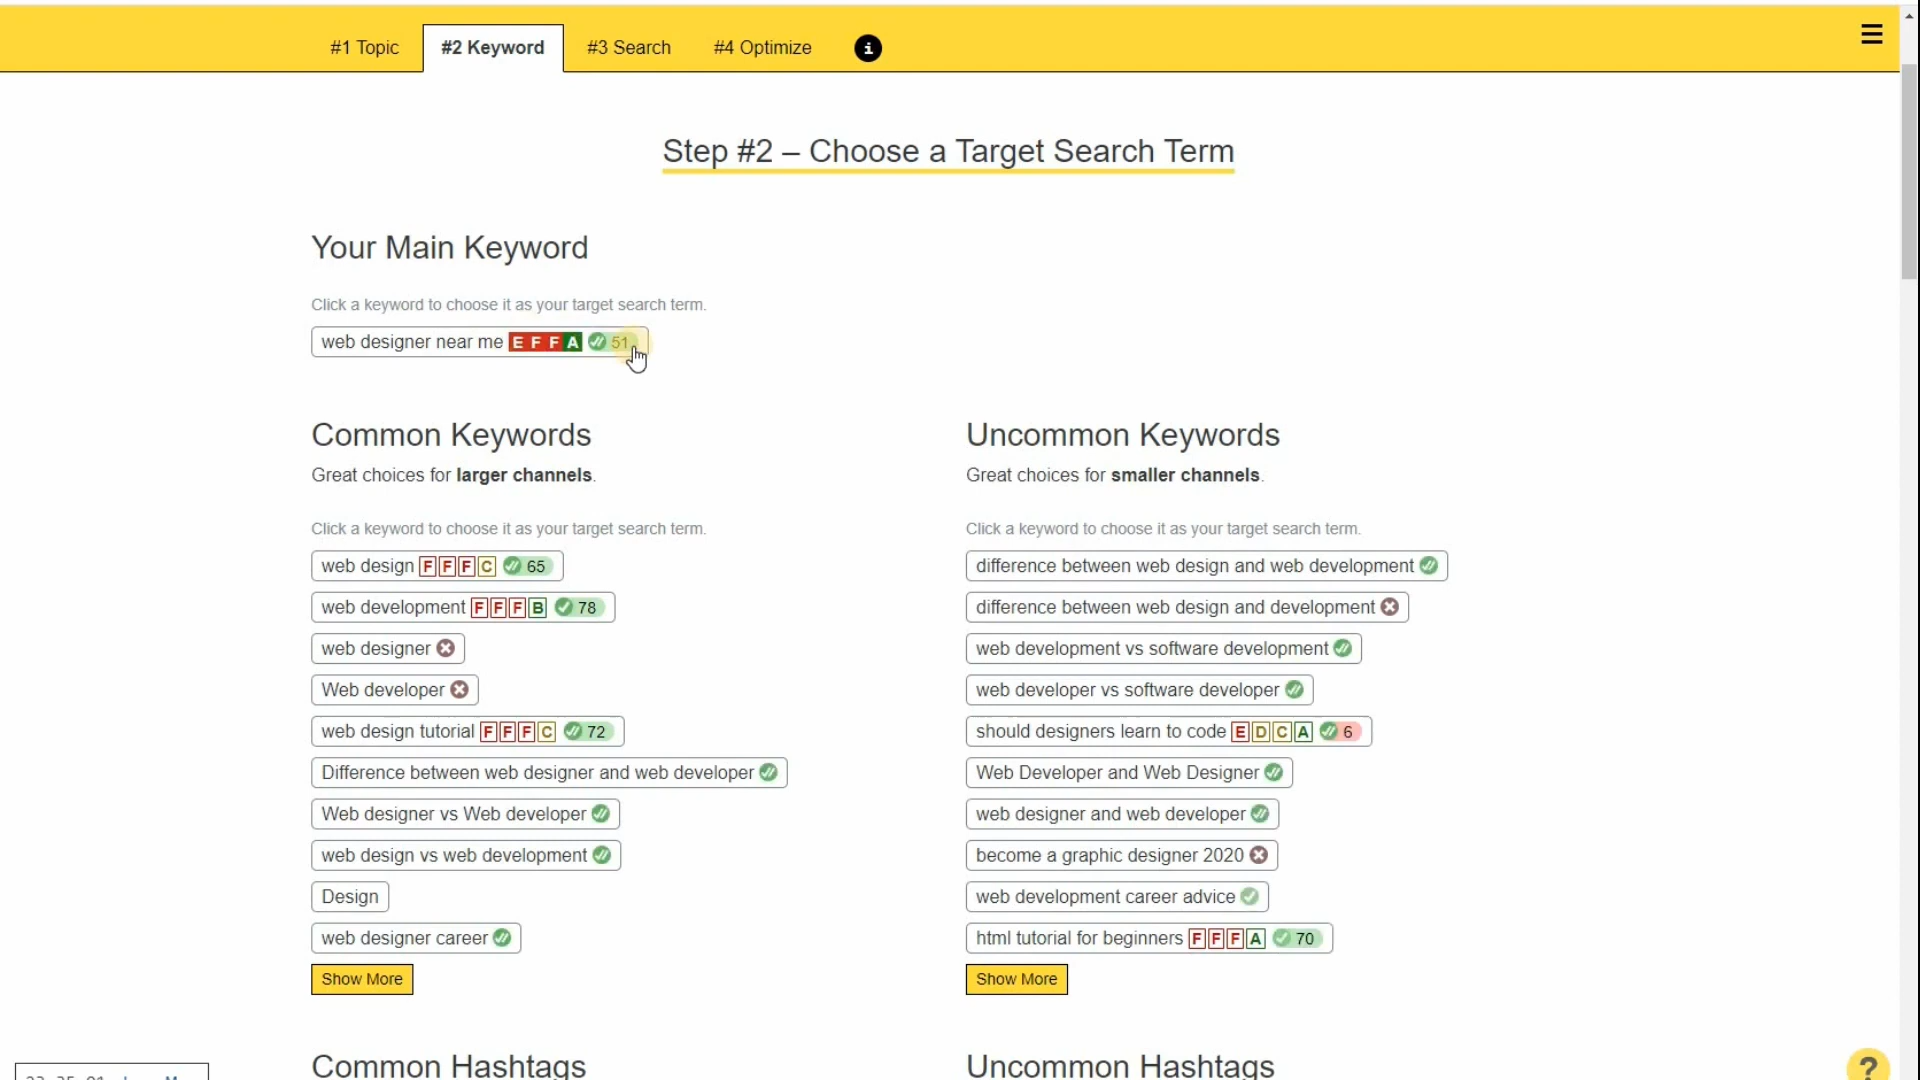 #1 Topic #2 Keyword #3 Search #4 Optimize i
Step #2 – Choose a Target Search Term
Your Main Keyword
Click a keyword to choose it as your target search term.
web designer near me E F F A 51
Common Keywords
Great choices for larger channels.
Click a keyword to choose it as your target search term.
web design F F F C 65
web development F F F B 78
web designer
Web developer
web design tutorial F F F C 72
Difference between web designer and web developer
Web designer vs Web developer
web design vs web development
Design
web designer career
Show More
Uncommon Keywords
Great choices for smaller channels.
Click a keyword to choose it as your target search term.
difference between web design and web development
difference between web design and development
web development vs software development
web developer vs software developer
should designers learn to code E D C A 6
Web Developer and Web Designer
web designer and web developer
become a graphic designer 2020
web development career advice
html tutorial for beginners F F F A 70
Show More
Common Hashtags
Uncommon Hashtags
?